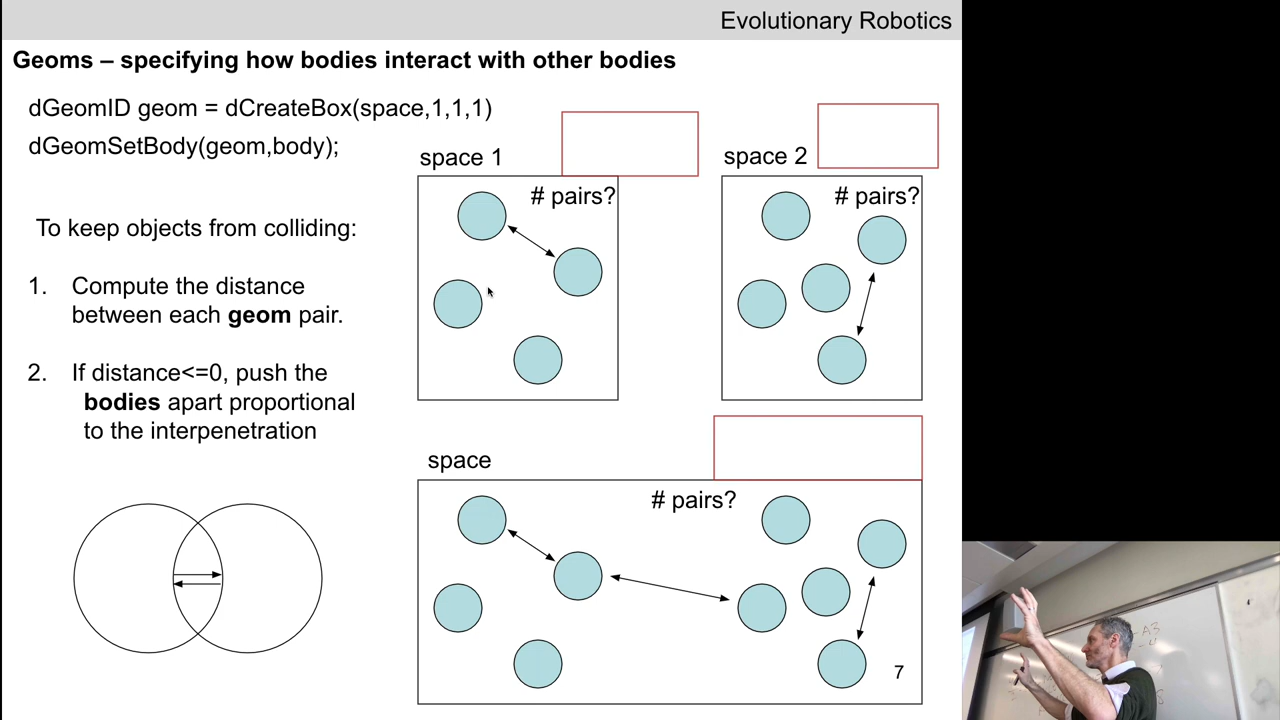 Evolutionary Robotics
Geoms – specifying how bodies interact with other bodies
dGeomID geom = dCreateBox(space,1,1,1)
dGeomSetBody(geom,body);
To keep objects from colliding:
1. Compute the distance
between each geom pair.
2. If distance<=0, push the
bodies apart proportional
to the interpenetration
space 1
# pairs?
space 2
# pairs?
space
# pairs?
7